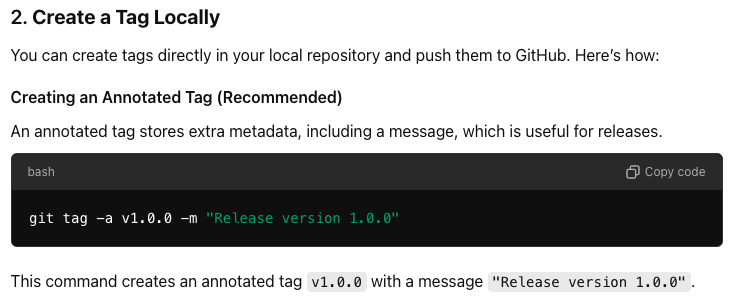 2. Create a Tag Locally
You can create tags directly in your local repository and push them to GitHub. Here’s how:
Creating an Annotated Tag (Recommended)
An annotated tag stores extra metadata, including a message, which is useful for releases.
bash
Copy code
git tag -a v1.0.0 -m "Release version 1.0.0"
This command creates an annotated tag v1.0.0 with a message "Release version 1.0.0".